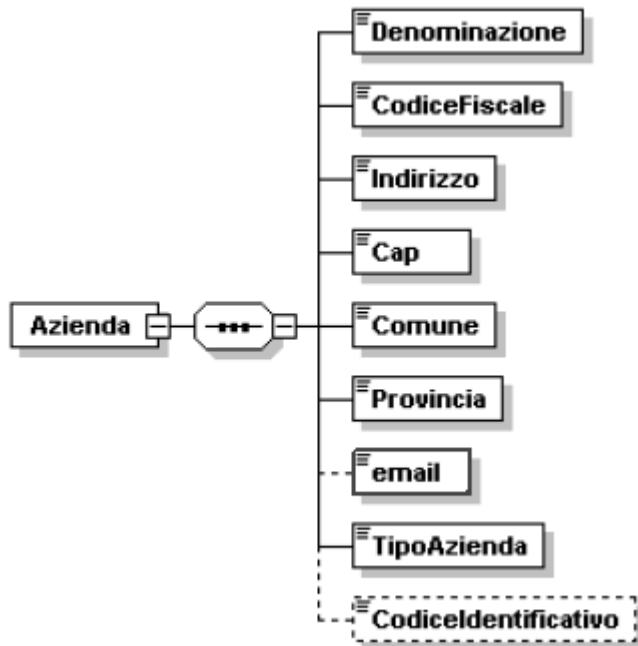 Denominazione
CodiceFiscale
Indirizzo
Cap
Azienda
Comune
Provincia
email
TipoAzienda
CodiceIdentificativo